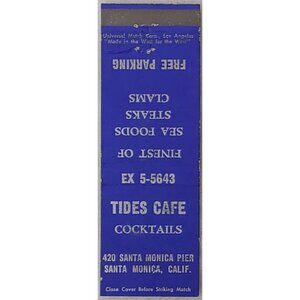 Universal Match Corp., Los Angeles
"Made in the West for the West"
FREE PARKING
CLAMS
STEAKS
SEA FOODS
FINEST OF
EX 5-5643
TIDES CAFE
COCKTAILS
420 SANTA MONICA PIER
SANTA MONICA, CALIF.
Close Cover Before Striking Match